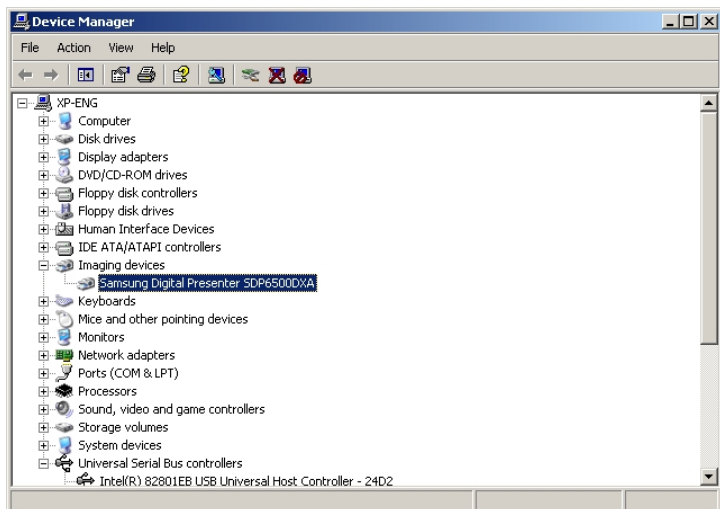 Device Manager
File Action View Help
XP-ENG
Computer
Disk drives
Display adapters
DVD/CD-ROM drives
Floppy disk controllers
Floppy disk drives
Human Interface Devices
IDE ATA/ATAPI controllers
Imaging devices
Samsung Digital Presenter SDP6500DXA
Keyboards
Mice and other pointing devices
Monitors
Network adapters
Ports (COM & LPT)
Processors
Sound, video and game controllers
Storage volumes
System devices
Universal Serial Bus controllers
Intel(R) 82801EB USB Universal Host Controller - 24D2